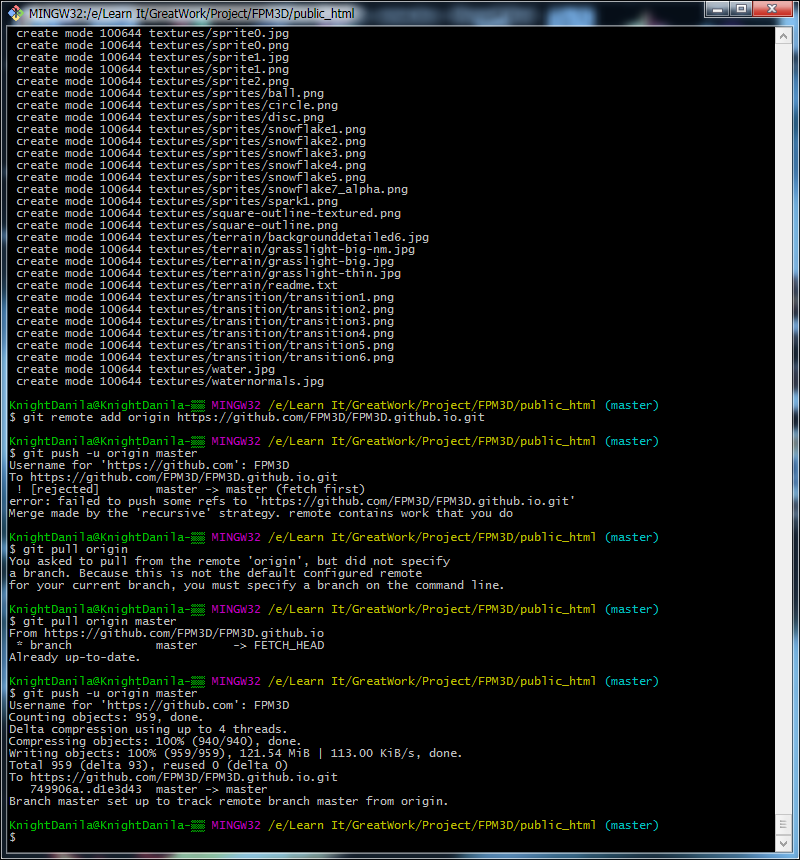 MINGW32:/e/Learn It/GreatWork/Project/FPM3D/public_html
create mode 100644 textures/sprite0.jpg
create mode 100644 textures/sprite0.png
create mode 100644 textures/sprite1.jpg
create mode 100644 textures/sprite1.png
create mode 100644 textures/sprite2.png
create mode 100644 textures/sprites/ball.png
create mode 100644 textures/sprites/circle.png
create mode 100644 textures/sprites/disc.png
create mode 100644 textures/sprites/snowflake1.png
create mode 100644 textures/sprites/snowflake2.png
create mode 100644 textures/sprites/snowflake3.png
create mode 100644 textures/sprites/snowflake4.png
create mode 100644 textures/sprites/snowflake5.png
create mode 100644 textures/sprites/snowflake7_alpha.png
create mode 100644 textures/sprites/spark1.png
create mode 100644 textures/square-outline-textured.png
create mode 100644 textures/square-outline.png
create mode 100644 textures/terrain/backgrounddetailed6.jpg
create mode 100644 textures/terrain/grasslight-big-nm.jpg
create mode 100644 textures/terrain/grasslight-big.jpg
create mode 100644 textures/terrain/grasslight-thin.jpg
create mode 100644 textures/terrain/readme.txt
create mode 100644 textures/transition/transition1.png
create mode 100644 textures/transition/transition2.png
create mode 100644 textures/transition/transition3.png
create mode 100644 textures/transition/transition4.png
create mode 100644 textures/transition/transition5.png
create mode 100644 textures/transition/transition6.png
create mode 100644 textures/water.jpg
create mode 100644 textures/waternormals.jpg
KnightDanila@KnightDanila-▒▒ MINGW32 /e/Learn It/GreatWork/Project/FPM3D/public_html (master)
$ git remote add origin https://github.com/FPM3D/FPM3D.github.io.git
KnightDanila@KnightDanila-▒▒ MINGW32 /e/Learn It/GreatWork/Project/FPM3D/public_html (master)
$ git push -u origin master
Username for 'https://github.com': FPM3D
To https://github.com/FPM3D/FPM3D.github.io.git
! [rejected]        master -> master (fetch first)
error: failed to push some refs to 'https://github.com/FPM3D/FPM3D.github.io.git'
Merge made by the 'recursive' strategy. remote contains work that you do
KnightDanila@KnightDanila-▒▒ MINGW32 /e/Learn It/GreatWork/Project/FPM3D/public_html (master)
$ git pull origin
You asked to pull from the remote 'origin', but did not specify
a branch. Because this is not the default configured remote
for your current branch, you must specify a branch on the command line.
KnightDanila@KnightDanila-▒▒ MINGW32 /e/Learn It/GreatWork/Project/FPM3D/public_html (master)
$ git pull origin master
From https://github.com/FPM3D/FPM3D.github.io
* branch            master     -> FETCH_HEAD
Already up-to-date.
KnightDanila@KnightDanila-▒▒ MINGW32 /e/Learn It/GreatWork/Project/FPM3D/public_html (master)
$ git push -u origin master
Username for 'https://github.com': FPM3D
Counting objects: 959, done.
Delta compression using up to 4 threads.
Compressing objects: 100% (940/940), done.
Writing objects: 100% (959/959), 121.54 MiB | 113.00 KiB/s, done.
Total 959 (delta 93), reused 0 (delta 0)
To https://github.com/FPM3D/FPM3D.github.io.git
749906a..d1e3d43  master -> master
Branch master set up to track remote branch master from origin.
KnightDanila@KnightDanila-▒▒ MINGW32 /e/Learn It/GreatWork/Project/FPM3D/public_html (master)
$